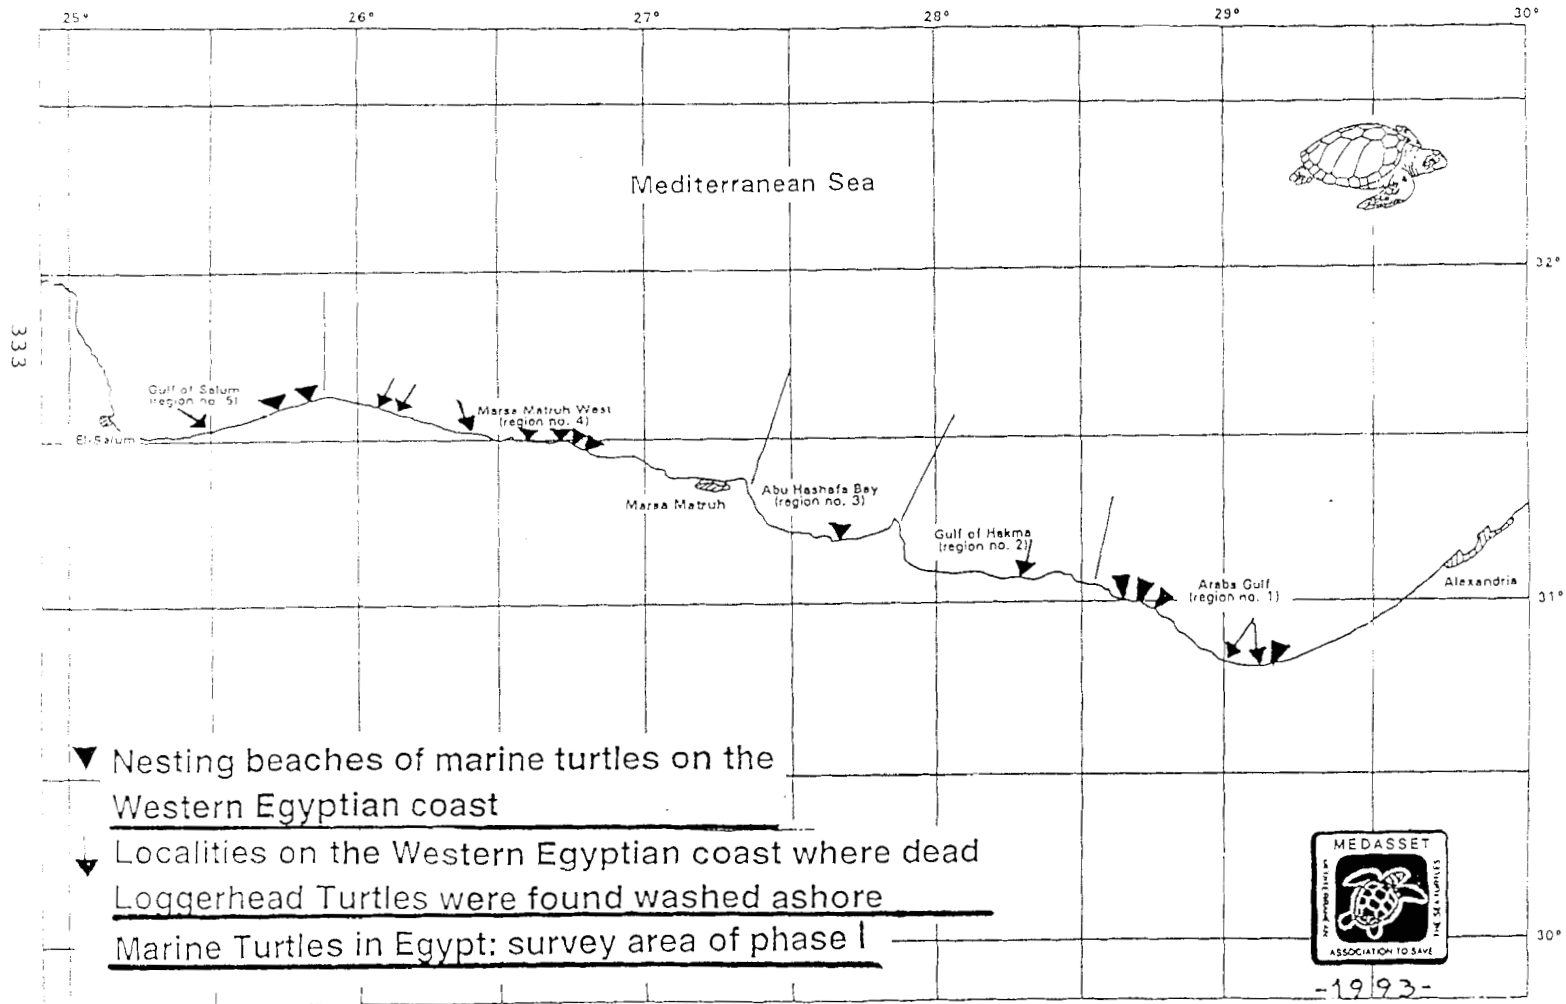 25° 26° 27° 28° 29° 30°
Mediterranean Sea
32°
333
Gulf of Salum
(region no. 5)
El-Salum
Marsa Matruh West
(region no. 4)
Marsa Matruh
Abu Hashafa Bay
(region no. 3)
Gulf of Hakma
(region no. 2)
Arabs Gulf
(region no. 1)
Alexandria
31°
Nesting beaches of marine turtles on the
Western Egyptian coast
Localities on the Western Egyptian coast where dead
Loggerhead Turtles were found washed ashore
Marine Turtles in Egypt: survey area of phase I
30°
MEDASSET
MEDITERRANEAN
ASSOCIATION TO SAVE
THE SEA TURTLES
-1993-